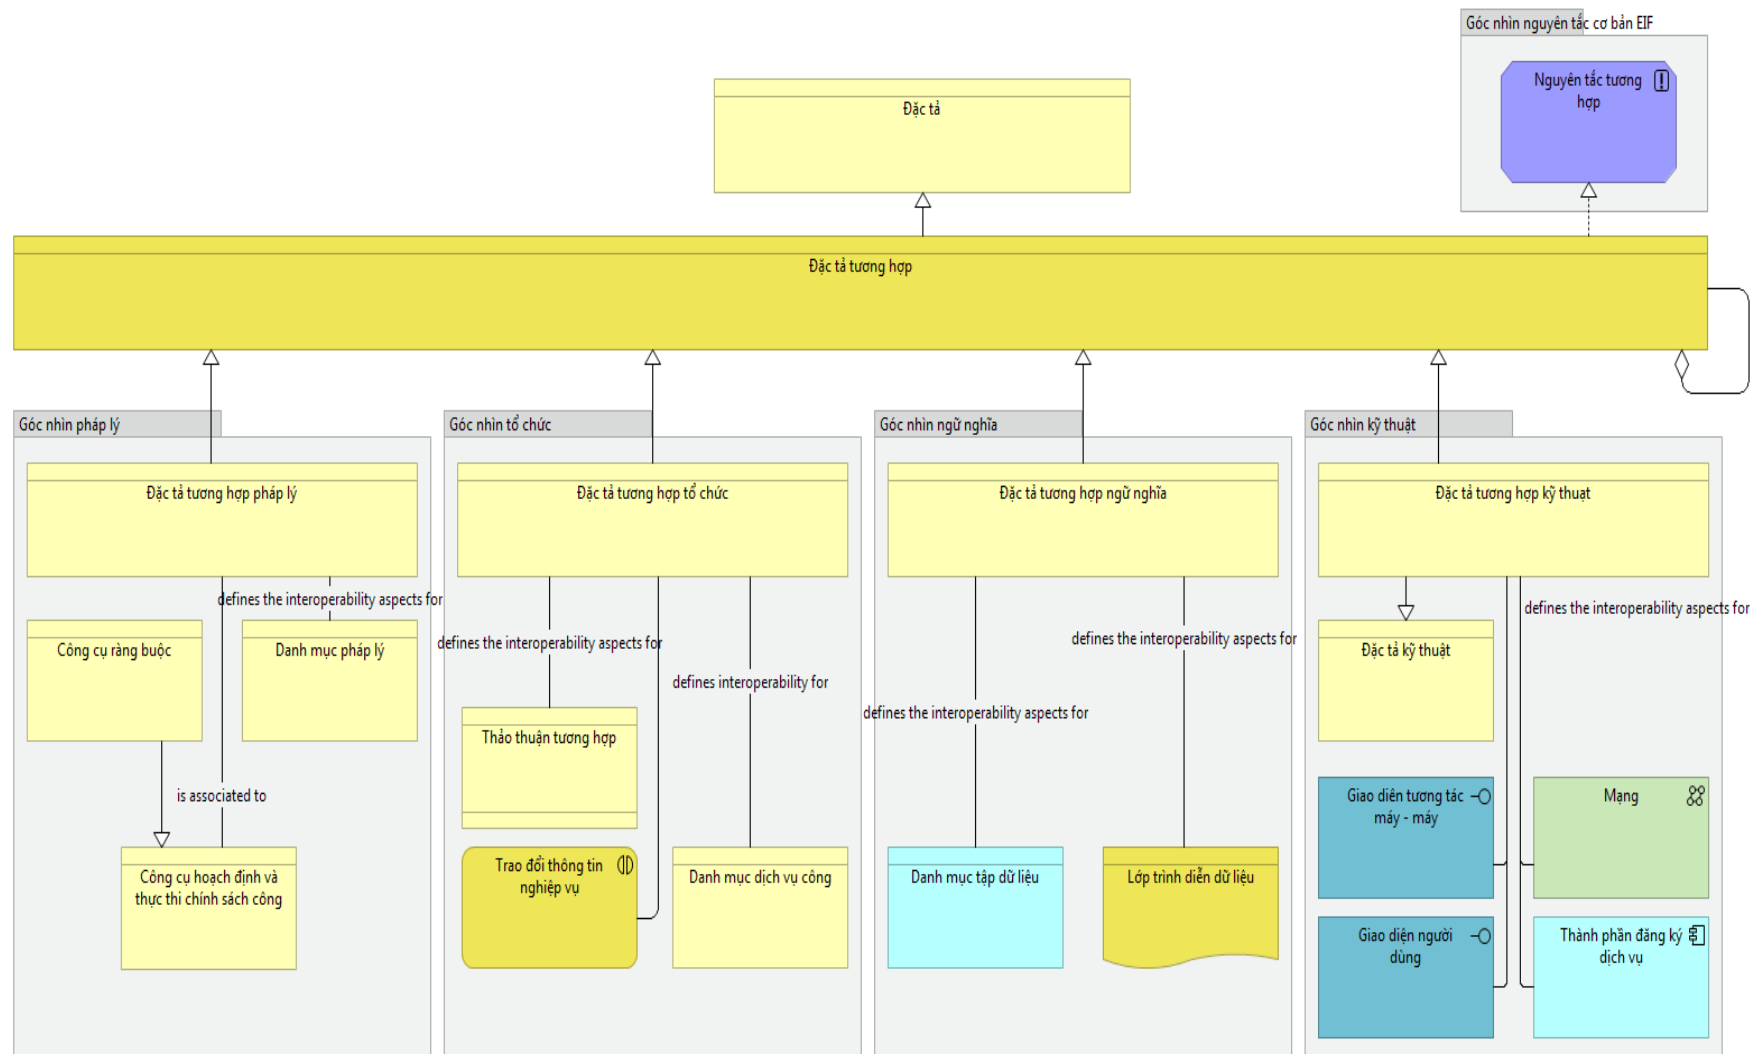 Góc nhìn nguyên tắc cơ bản EIF
Nguyên tắc tương
hợp
Đặc tả
Đặc tả tương hợp
Góc nhìn pháp lý
Đặc tả tương hợp pháp lý
defines the interoperability aspects for
Công cụ ràng buộc
Danh mục pháp lý
is associated to
Công cụ hoạch định và
thực thi chính sách công
Góc nhìn tổ chức
Đặc tả tương hợp tổ chức
defines the interoperability aspects for
defines interoperability for
Thảo thuận tương hợp
Trao đổi thông tin
nghiệp vụ
Danh mục dịch vụ công
Góc nhìn ngữ nghĩa
Đặc tả tương hợp ngữ nghĩa
defines the interoperability aspects for
defines the interoperability aspects for
Danh mục tập dữ liệu
Lớp trình diễn dữ liệu
Góc nhìn kỹ thuật
Đặc tả tương hợp kỹ thuạt
defines the interoperability aspects for
Đặc tả kỹ thuật
Giao diên tương tác
máy - máy
Mạng
Giao diện người
dùng
Thành phần đăng ký
dịch vụ